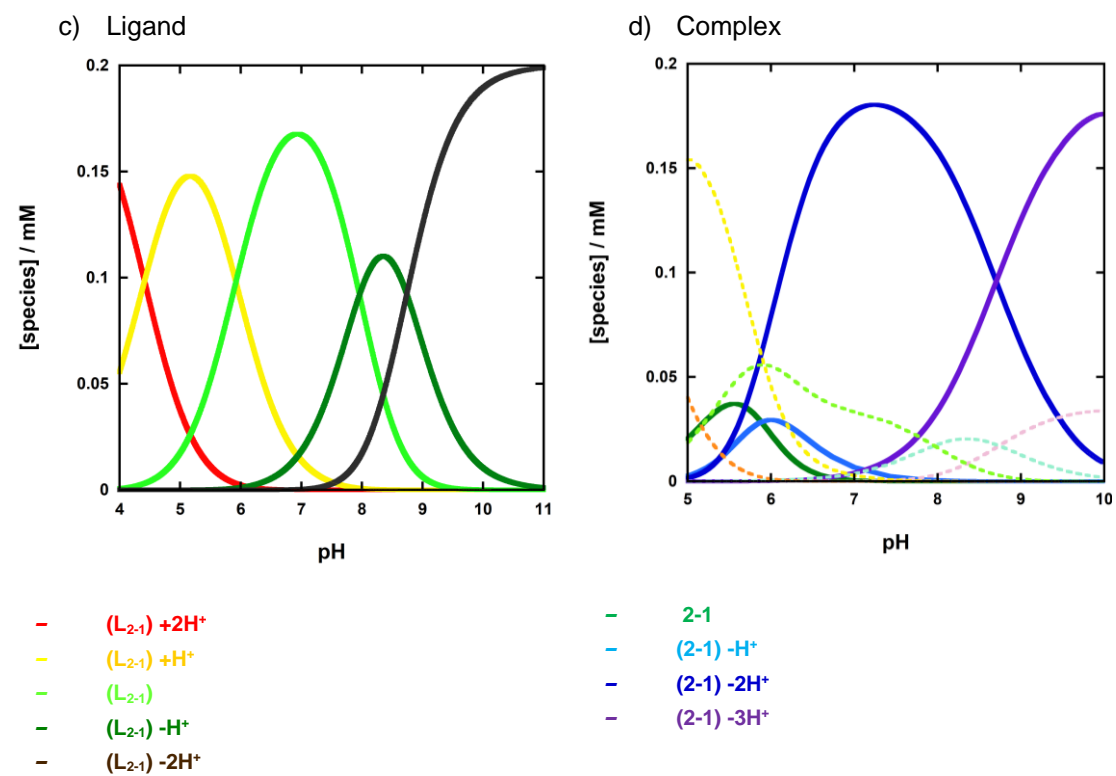 c) Ligand
0.2
0.15
0.1
0.05
0
4 5 6 7 8 9 10 11
[species] / mM
pH
– (L2-1) +2H+
– (L2-1) +H+
– (L2-1)
– (L2-1) -H+
– (L2-1) -2H+
d) Complex
0.2
0.15
0.1
0.05
0
5 6 7 8 9 10
[species] / mM
pH
– 2-1
– (2-1) -H+
– (2-1) -2H+
– (2-1) -3H+